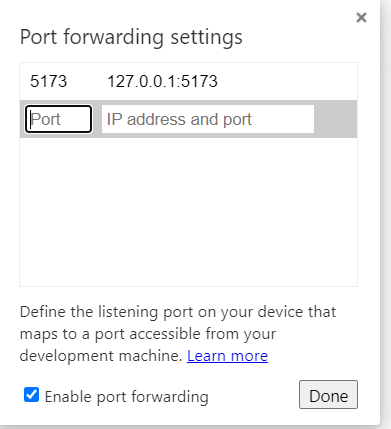 Port forwarding settings
5173 127.0.0.1:5173
Port IP address and port
Define the listening port on your device that
maps to a port accessible from your
development machine. Learn more
Enable port forwarding Done